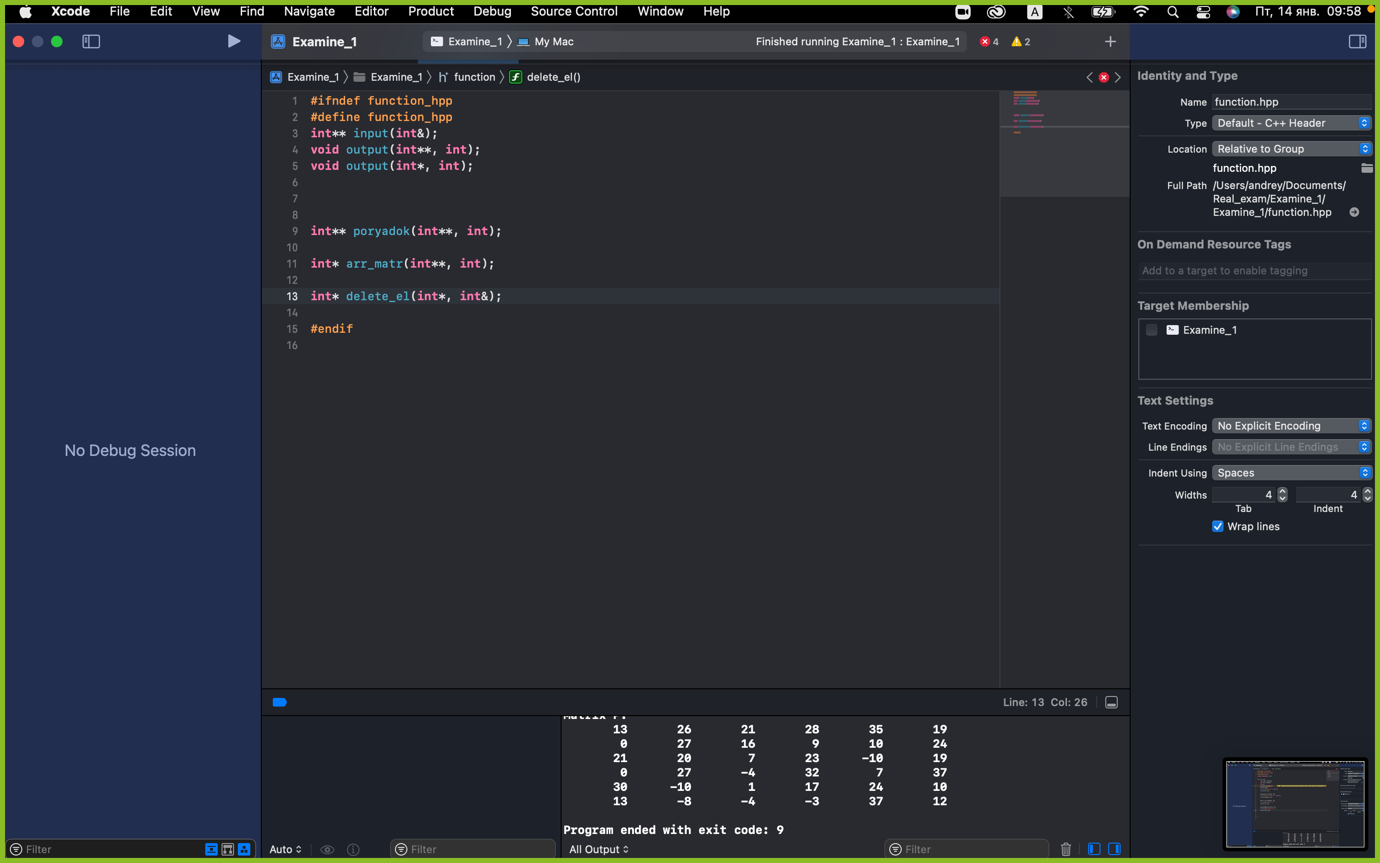 Xcode File Edit View Find Navigate Editor Product Debug Source Control Window Help A Пт, 14 янв. 09:58
Examine_1 Examine_1 〉 My Mac Finished running Examine_1 : Examine_1 4 2
Examine_1 〉 Examine_1 〉 h function 〉 f delete_el()
1 #ifndef function_hpp
2 #define function_hpp
3 int** input(int&);
4 void output(int**, int);
5 void output(int*, int);
6
7
8
9 int** poryadok(int**, int);
10
11 int* arr_matr(int**, int);
12
13 int* delete_el(int*, int&);
14
15 #endif
16
No Debug Session
Line: 13 Col: 26
13 26 21 28 35 19
0 27 16 9 10 24
21 20 7 23 -10 19
0 27 -4 32 7 37
30 -10 1 17 24 10
13 -8 -4 -3 37 12
Program ended with exit code: 9
Filter
Auto
Filter
All Output
Filter
Identity and Type
Name function.hpp
Type Default - C++ Header
Location Relative to Group
function.hpp
Full Path /Users/andrey/Documents/
Real_exam/Examine_1/
Examine_1/function.hpp
On Demand Resource Tags
Add to a target to enable tagging
Target Membership
Examine_1
Text Settings
Text Encoding No Explicit Encoding
Line Endings No Explicit Line Endings
Indent Using Spaces
Widths 4 4
Tab Indent
Wrap lines